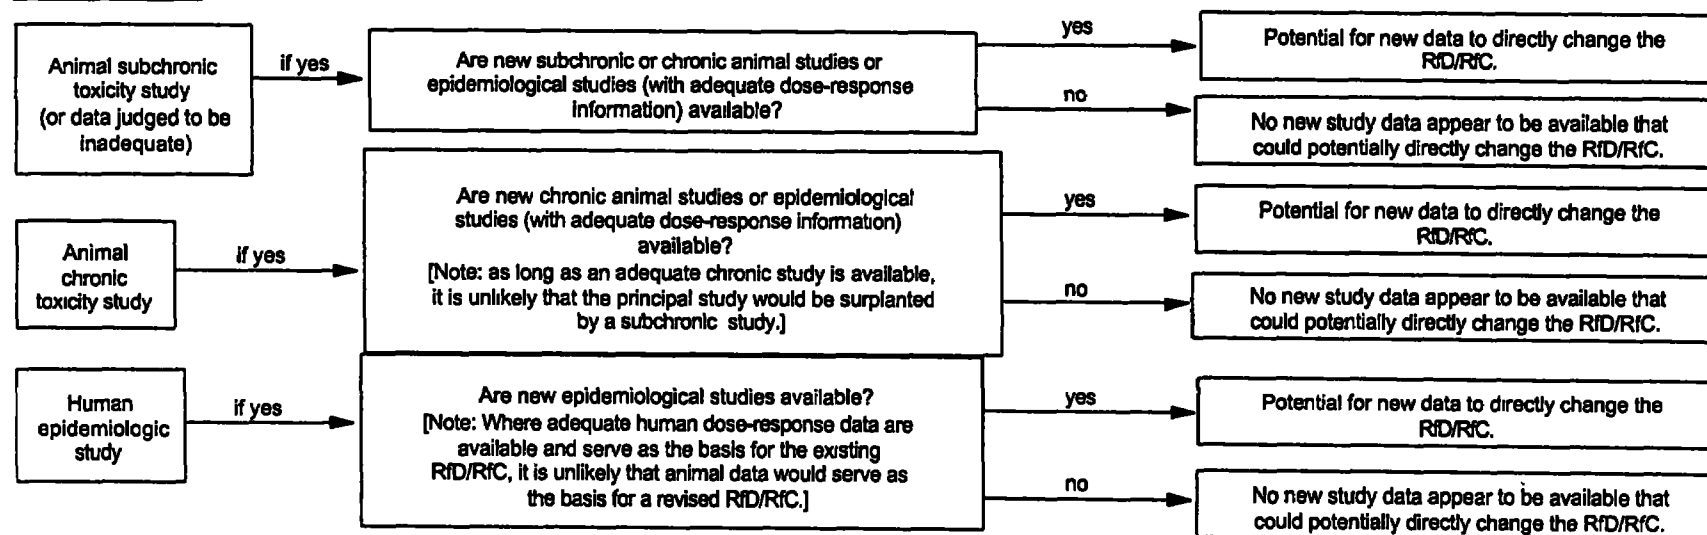 Animal subchronic
toxicity study
(or data judged to be
inadequate)
if yes
Are new subchronic or chronic animal studies or
epidemiological studies (with adequate dose-response
information) available?
yes
Potential for new data to directly change the
RfD/RfC.
no
No new study data appear to be available that
could potentially directly change the RfD/RfC.
Animal
chronic
toxicity study
if yes
Are new chronic animal studies or epidemiological
studies (with adequate dose-response information)
available?
[Note: as long as an adequate chronic study is available,
it is unlikely that the principal study would be surplanted
by a subchronic study.]
yes
Potential for new data to directly change the
RfD/RfC.
no
No new study data appear to be available that
could potentially directly change the RfD/RfC.
Human
epidemiologic
study
if yes
Are new epidemiological studies available?
[Note: Where adequate human dose-response data are
available and serve as the basis for the existing
RfD/RfC, it is unlikely that animal data would serve as
the basis for a revised RfD/RfC.]
yes
Potential for new data to directly change the
RfD/RfC.
no
No new study data appear to be available that
could potentially directly change the RfD/RfC.